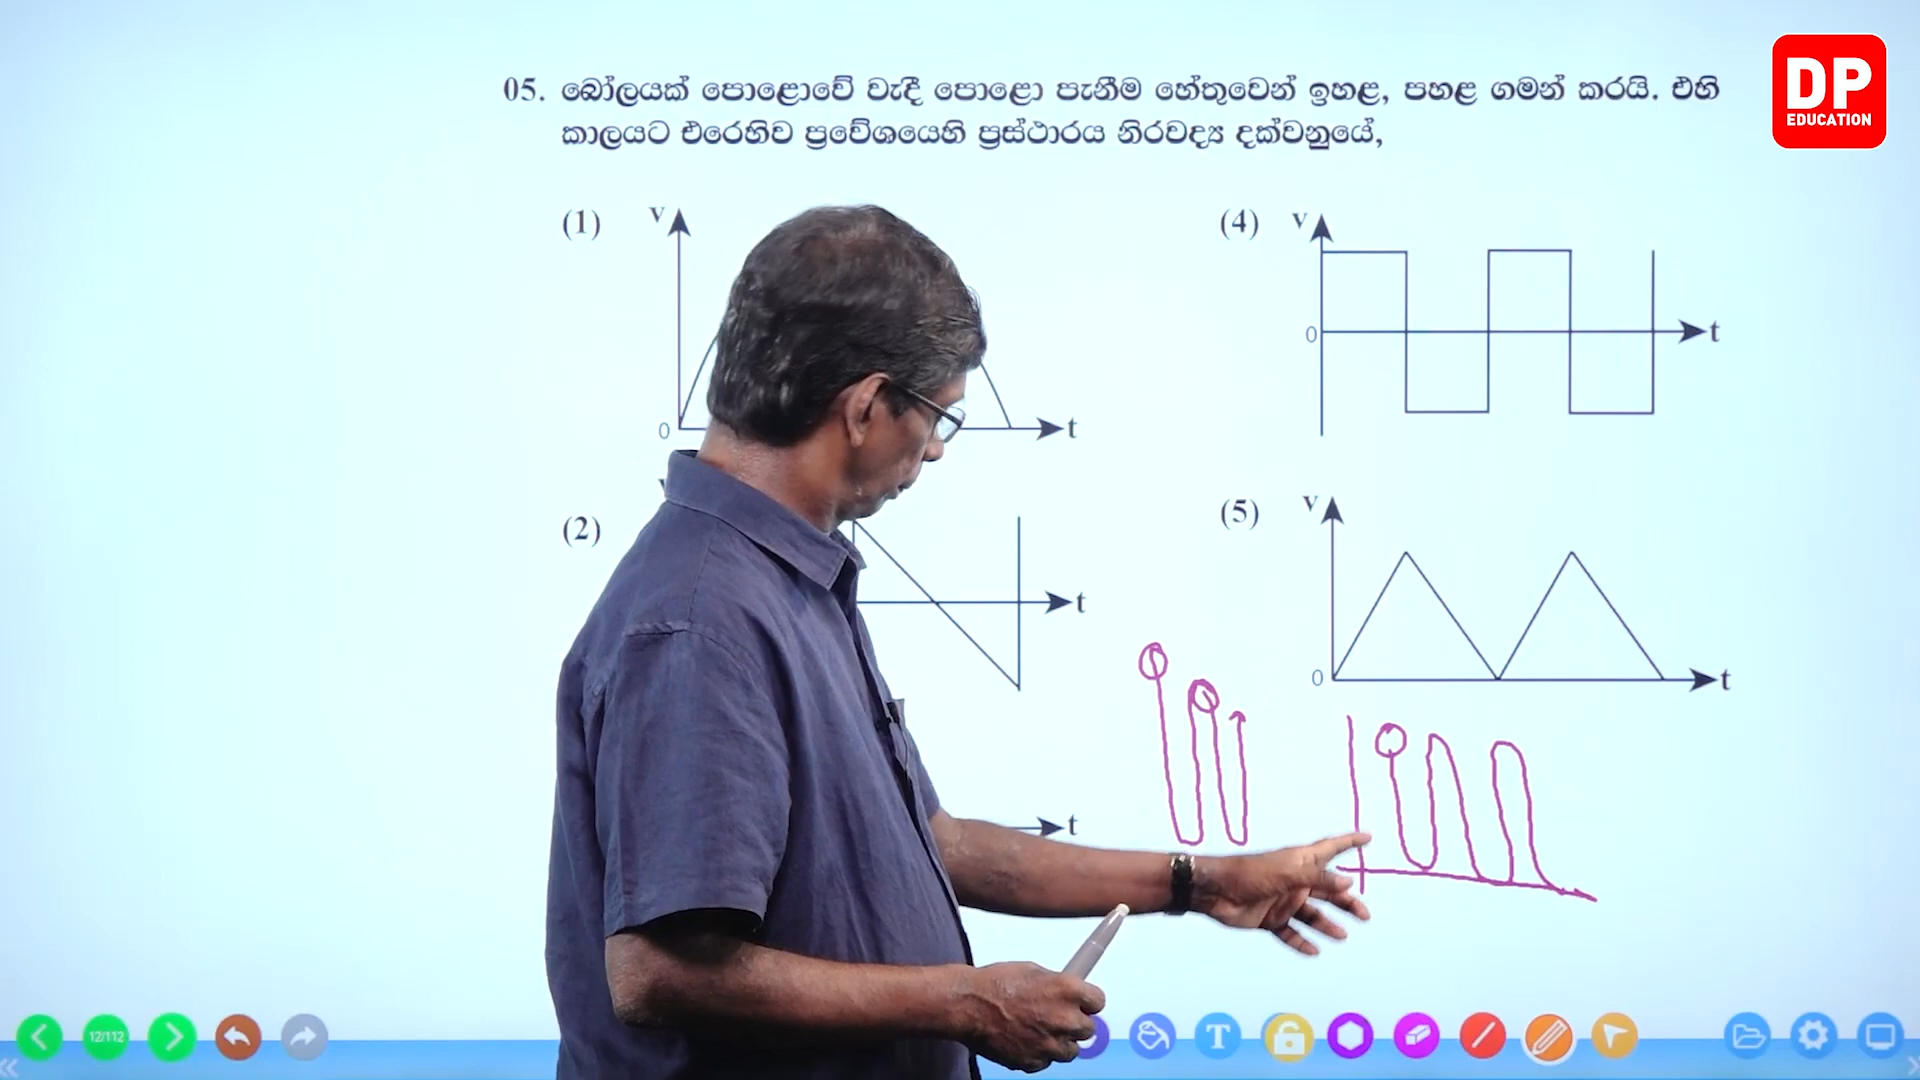 DP
EDUCATION
05. බෝලයක් පොළොවේ වැදී පොළො පැනීම හේතුවෙන් ඉහළ, පහළ ගමන් කරයි. එහි
කාලයට එරෙහිව ප්‍රවේශයෙහි ප්‍රස්ථාරය නිරවද්‍ය දක්වනුයේ,
(1)
v
0
t
(4)
v
0
t
(2)
t
(5)
v
0
t
t
12/112
T